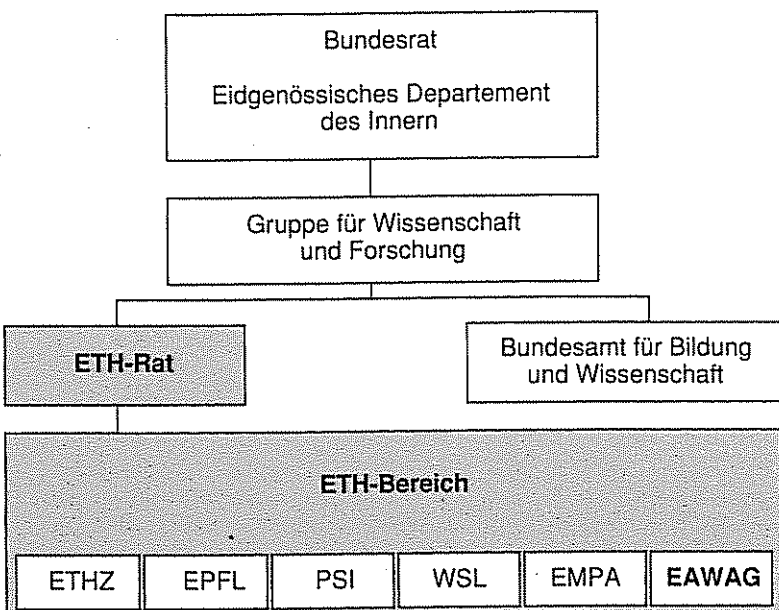 Bundesrat
Eidgenössisches Departement
des Innern
Gruppe für Wissenschaft
und Forschung
ETH-Rat
Bundesamt für Bildung
und Wissenschaft
ETH-Bereich
ETHZ
EPFL
PSI
WSL
EMPA
EAWAG